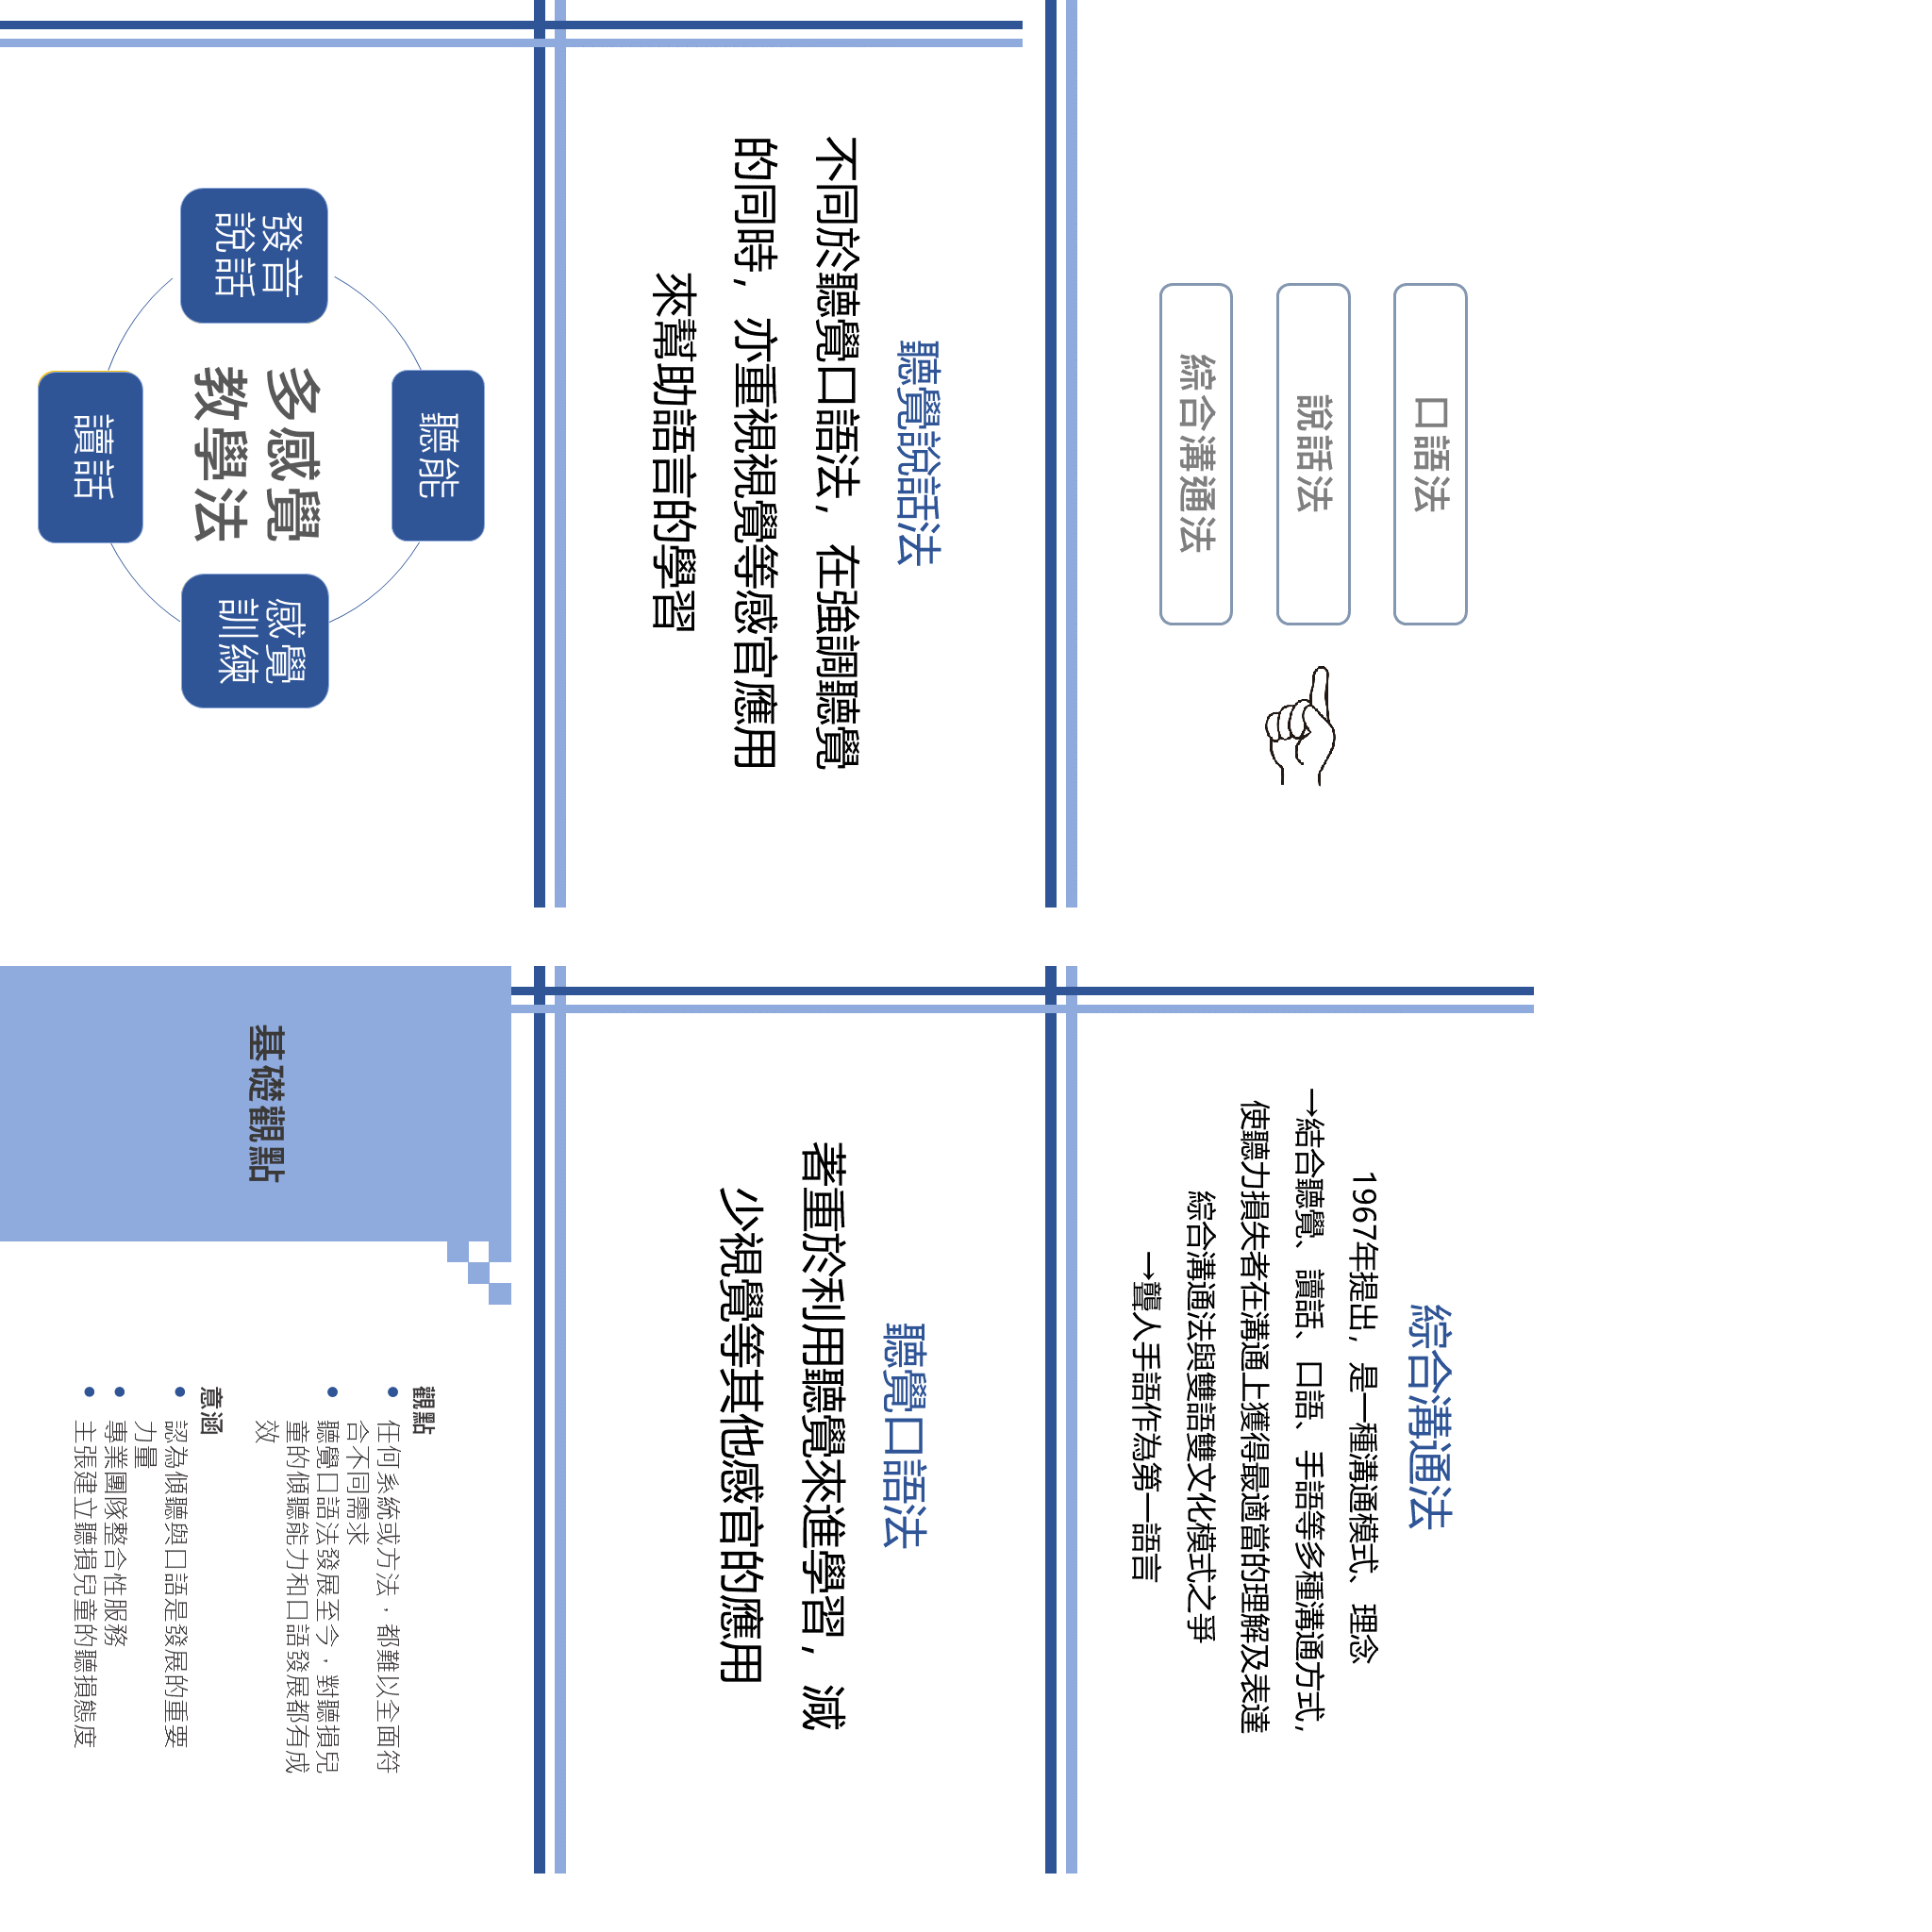 口語法
說話法
綜合溝通法
綜合溝通法
1967年提出，是一種溝通模式、理念
→結合聽覺、讀話、口語、手語等多種溝通方式，
使聽力損失者在溝通上獲得最適當的理解及表達
綜合溝通法與雙語雙文化模式之爭
→聾人手語作為第一語言
聽覺說話法
不同於聽覺口語法，在強調聽覺
的同時，亦重視視覺等感官應用
來幫助語言的學習
聽覺口語法
著重於利用聽覺來進學習，減
少視覺等其他感官的應用
聽能
發音
說話
多感覺
教學法
感覺
訓練
讀話
基礎觀點
觀點
• 任何系統或方法，都難以全面符
合不同需求
• 聽覺口語法發展至今，對聽損兒
童的傾聽能力和口語發展都有成
效
意涵
• 認為傾聽與口語是發展的重要
力量
• 專業團隊整合性服務
• 主張建立聽損兒童的聽損態度